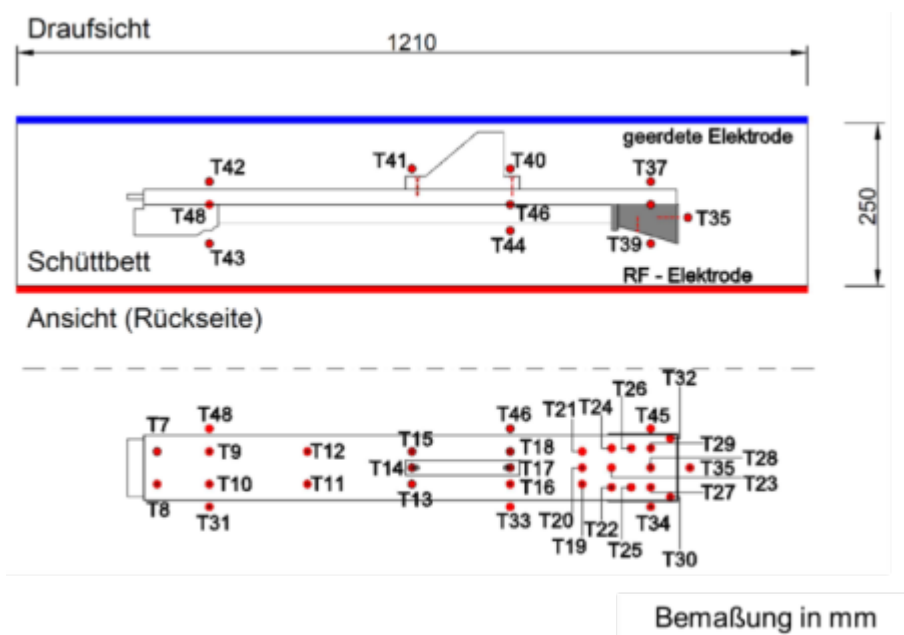 Draufsicht
1210
geerdete Elektrode
T42 T41 T40 T37
250
T48 T46 T35
T43 T44 T39
Schüttbett
RF - Elektrode
Ansicht (Rückseite)
T26 T32
T7 T48 T46 T21 T24 T45
T9 T12 T15 T18 T29
T14 T17 T28 T35
T10 T11 T13 T16 T23
T8 T31 T33 T20 T22 T34 T27
T19 T25 T30
Bemaßung in mm